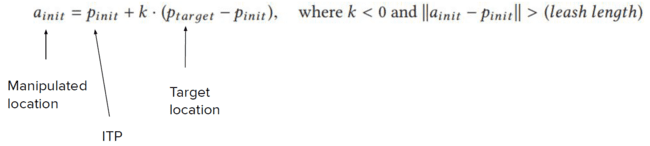 a_init = p_init + k · (p_target − p_init), where k < 0 and ||a_init − p_init|| > (leash length)
Manipulated
location
Target
location
ITP